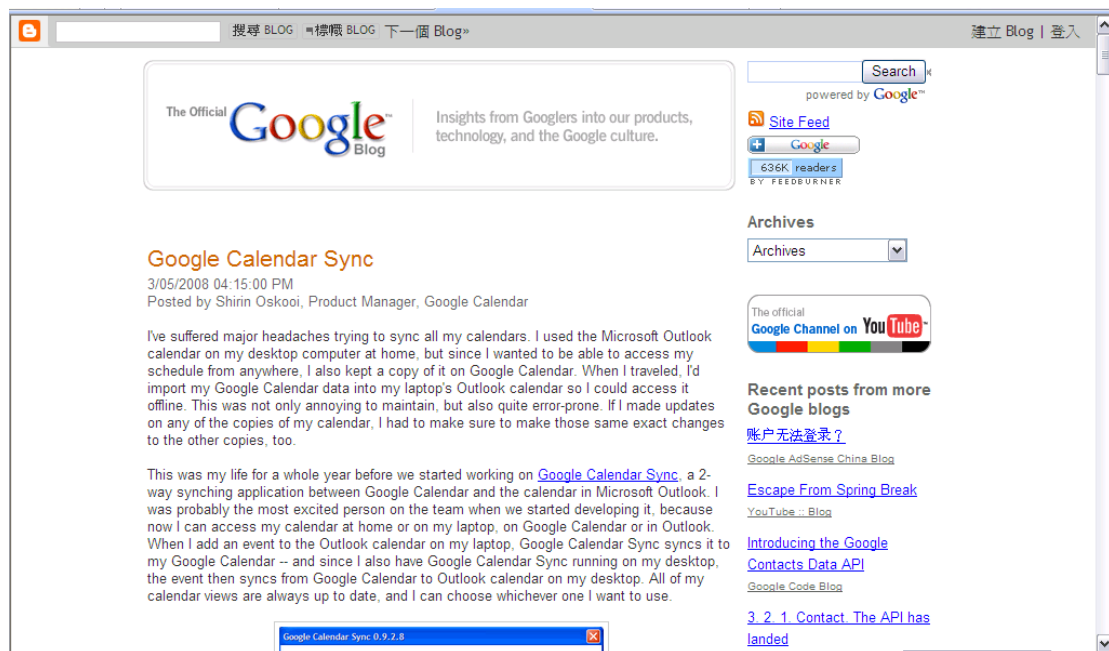 搜尋 BLOG 標幟 BLOG 下一個 Blog»
建立 Blog | 登入
The Official Google™ Blog
Insights from Googlers into our products,
technology, and the Google culture.
Google Calendar Sync
3/05/2008 04:15:00 PM
Posted by Shirin Oskooi, Product Manager, Google Calendar
I've suffered major headaches trying to sync all my calendars. I used the Microsoft Outlook
calendar on my desktop computer at home, but since I wanted to be able to access my
schedule from anywhere, I also kept a copy of it on Google Calendar. When I traveled, I'd
import my Google Calendar data into my laptop's Outlook calendar so I could access it
offline. This was not only annoying to maintain, but also quite error-prone. If I made updates
on any of the copies of my calendar, I had to make sure to make those same exact changes
to the other copies, too.
This was my life for a whole year before we started working on Google Calendar Sync, a 2-
way synching application between Google Calendar and the calendar in Microsoft Outlook. I
was probably the most excited person on the team when we started developing it, because
now I can access my calendar at home or on my laptop, on Google Calendar or in Outlook.
When I add an event to the Outlook calendar on my laptop, Google Calendar Sync syncs it to
my Google Calendar -- and since I also have Google Calendar Sync running on my desktop,
the event then syncs from Google Calendar to Outlook calendar on my desktop. All of my
calendar views are always up to date, and I can choose whichever one I want to use.
Google Calendar Sync 0.9.2.8
Search
powered by Google™
Site Feed
Google
636K readers
BY FEEDBURNER
Archives
Archives
The official
Google Channel on YouTube™
Recent posts from more
Google blogs
账户无法登录？
Google AdSense China Blog
Escape From Spring Break
YouTube :: Blog
Introducing the Google
Contacts Data API
Google Code Blog
3. 2. 1. Contact. The API has
landed